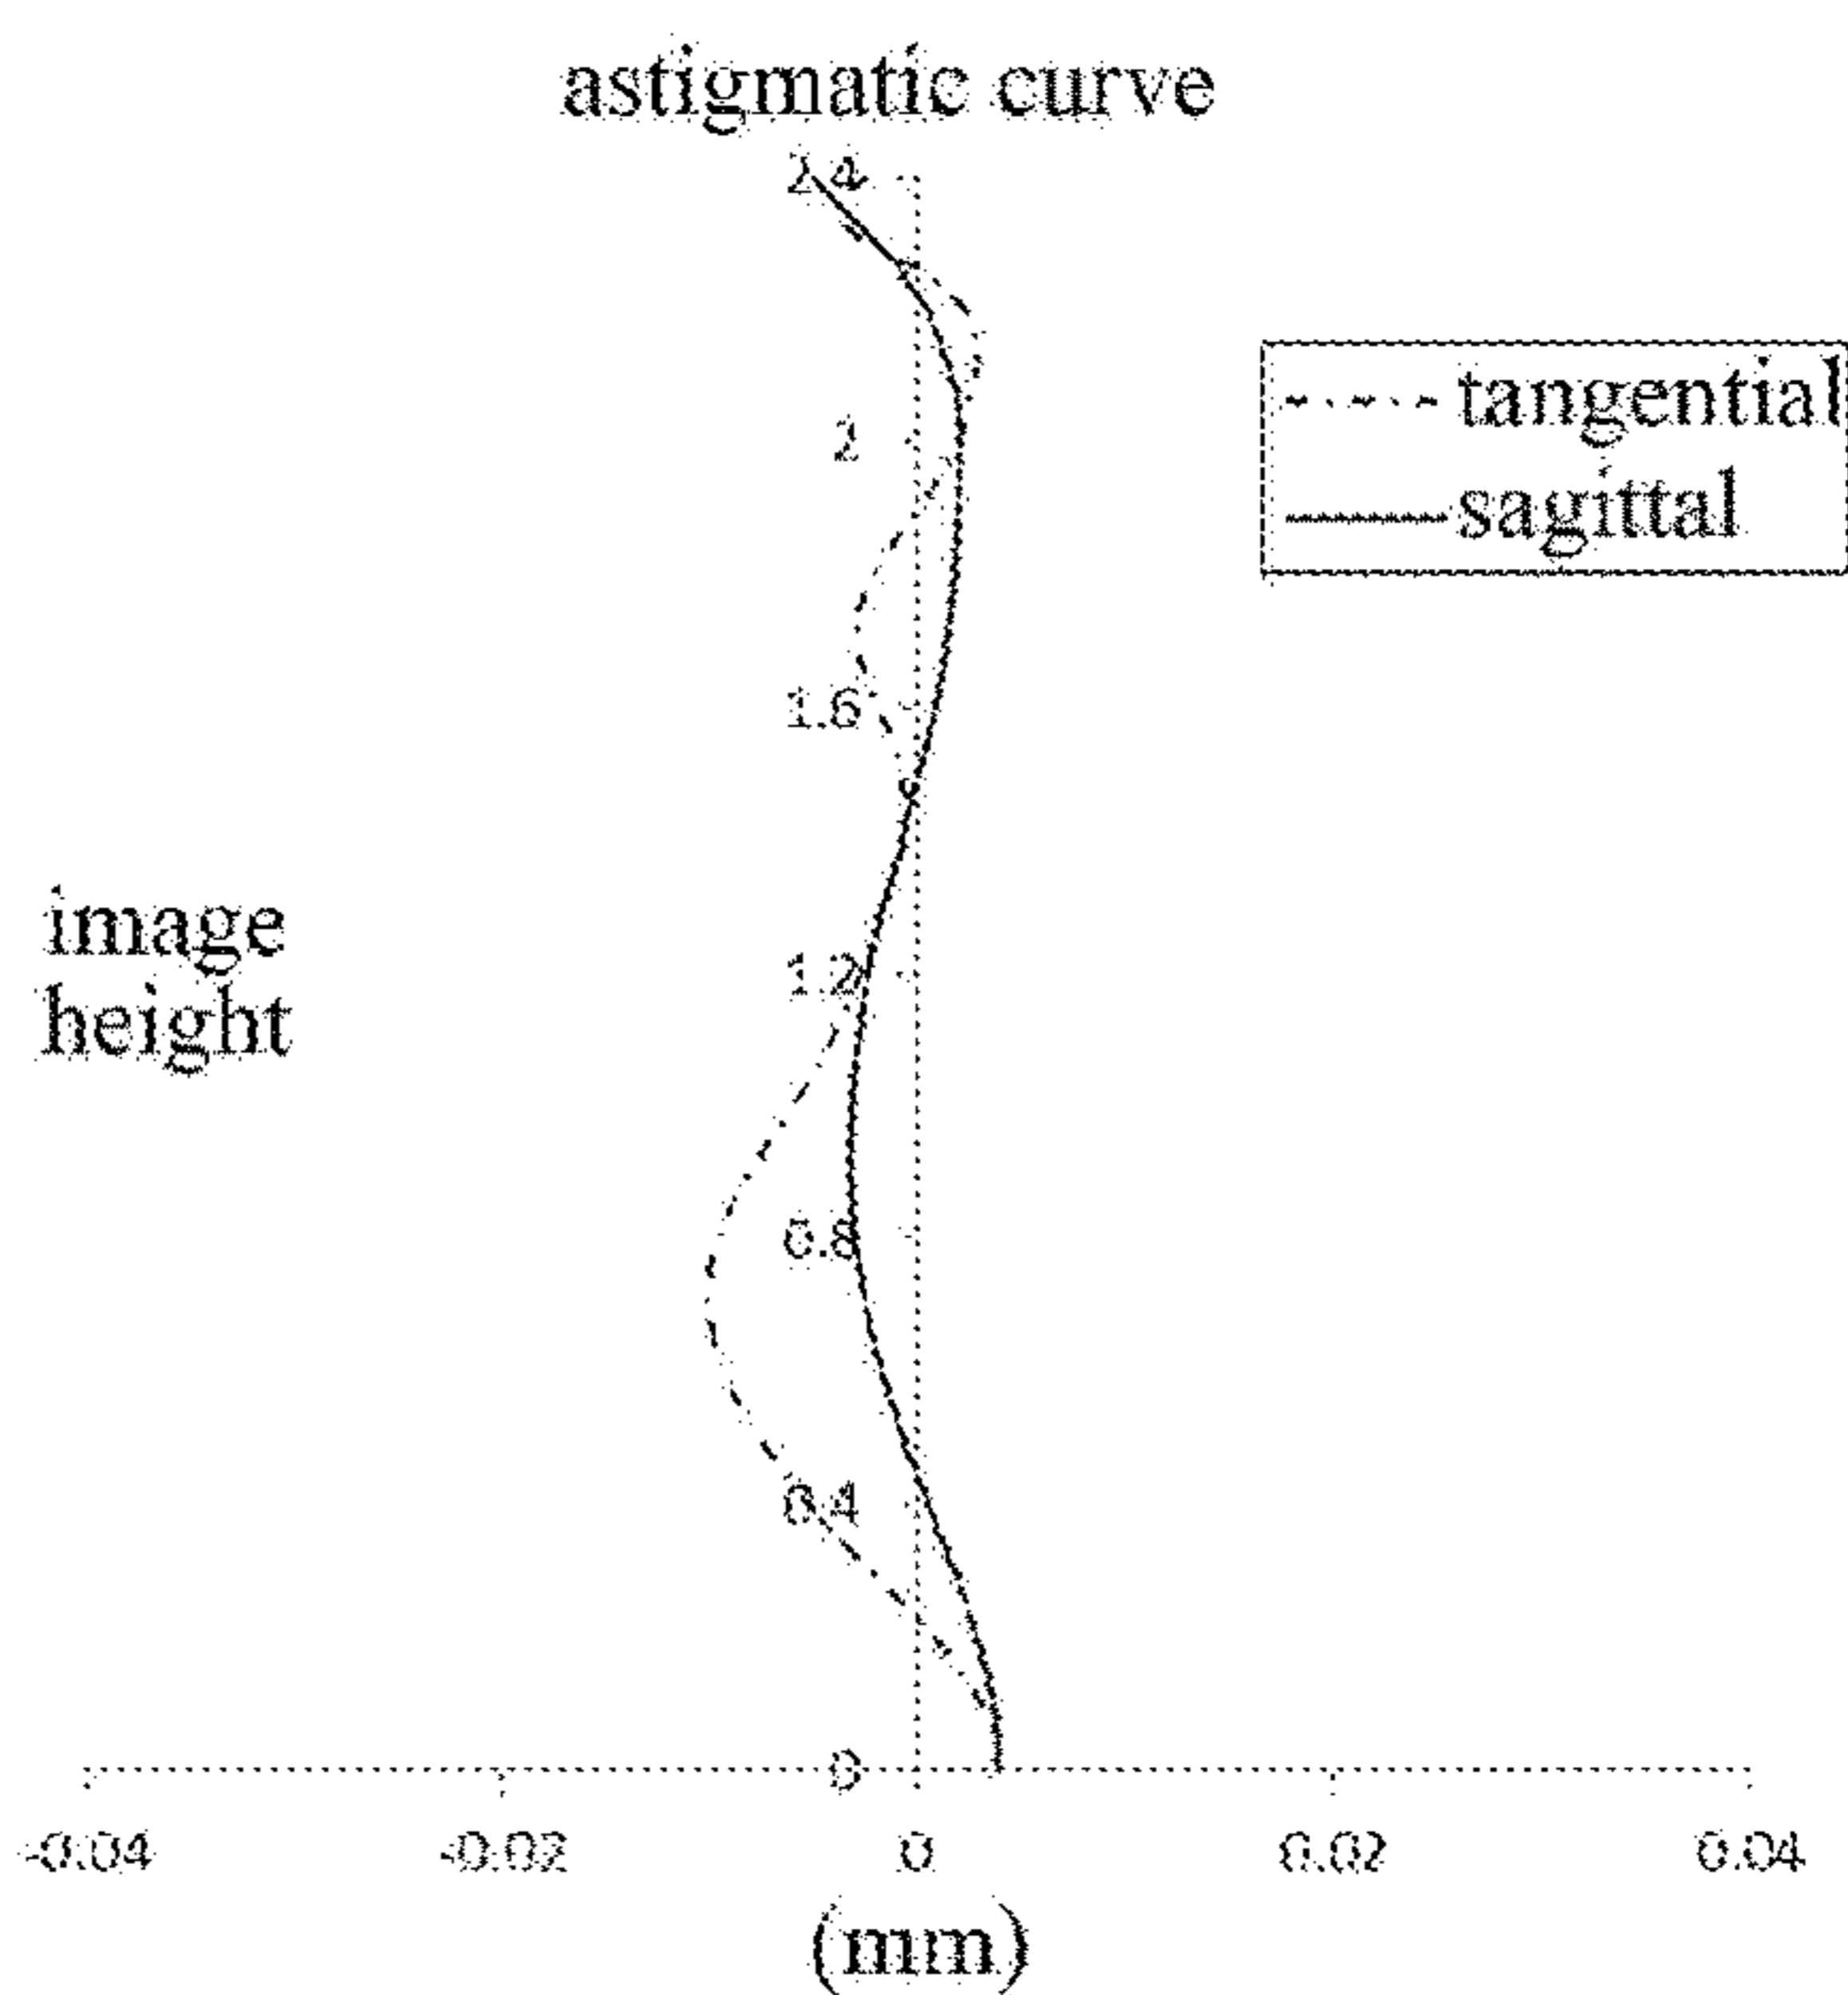 astigmatic curve
2.4
tangential
2
sagittal
1.6
image
height
1.2
0.8
0.4
0
-0.04 -0.02 0 0.02 0.04
(mm)